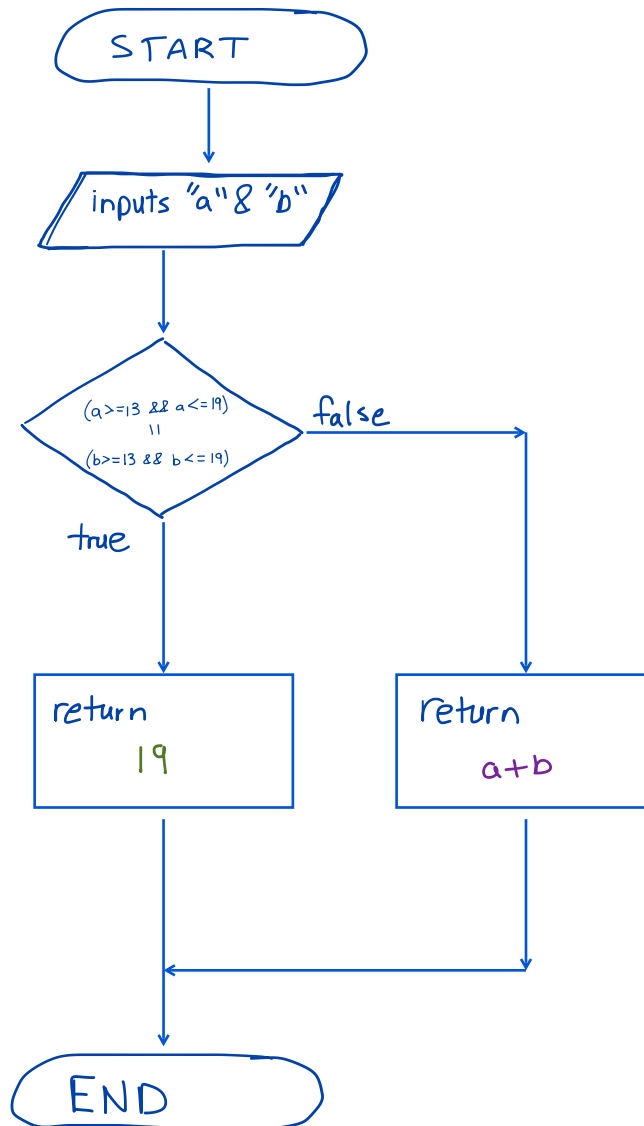 START
inputs "a" & "b"
(a>=13 && a<=19)
||
(b>=13 && b<=19)
false
true
return
19
return
a+b
END